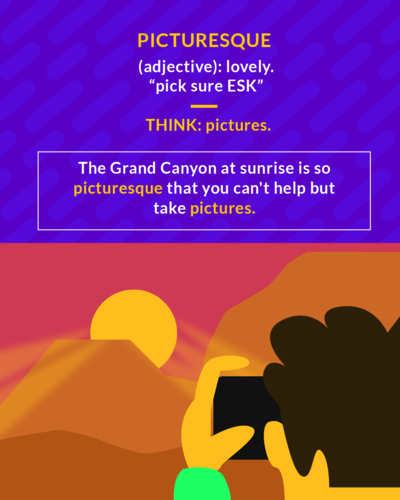 PICTURESQUE
(adjective): lovely.
“pick sure ESK”
THINK: pictures.
The Grand Canyon at sunrise is so
picturesque that you can't help but
take pictures.